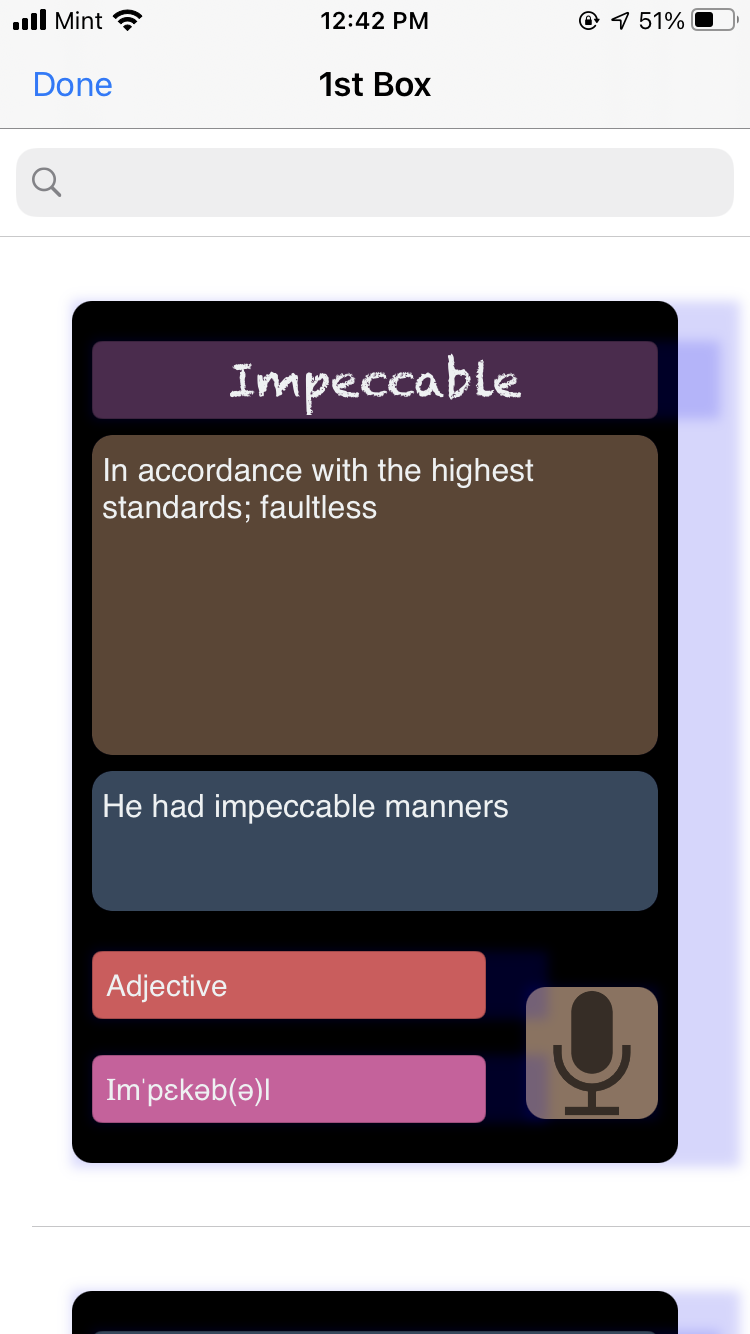 Mint 12:42 PM 51%
Done 1st Box
Impeccable
In accordance with the highest
standards; faultless
He had impeccable manners
Adjective
Imˈpɛkəb(ə)l